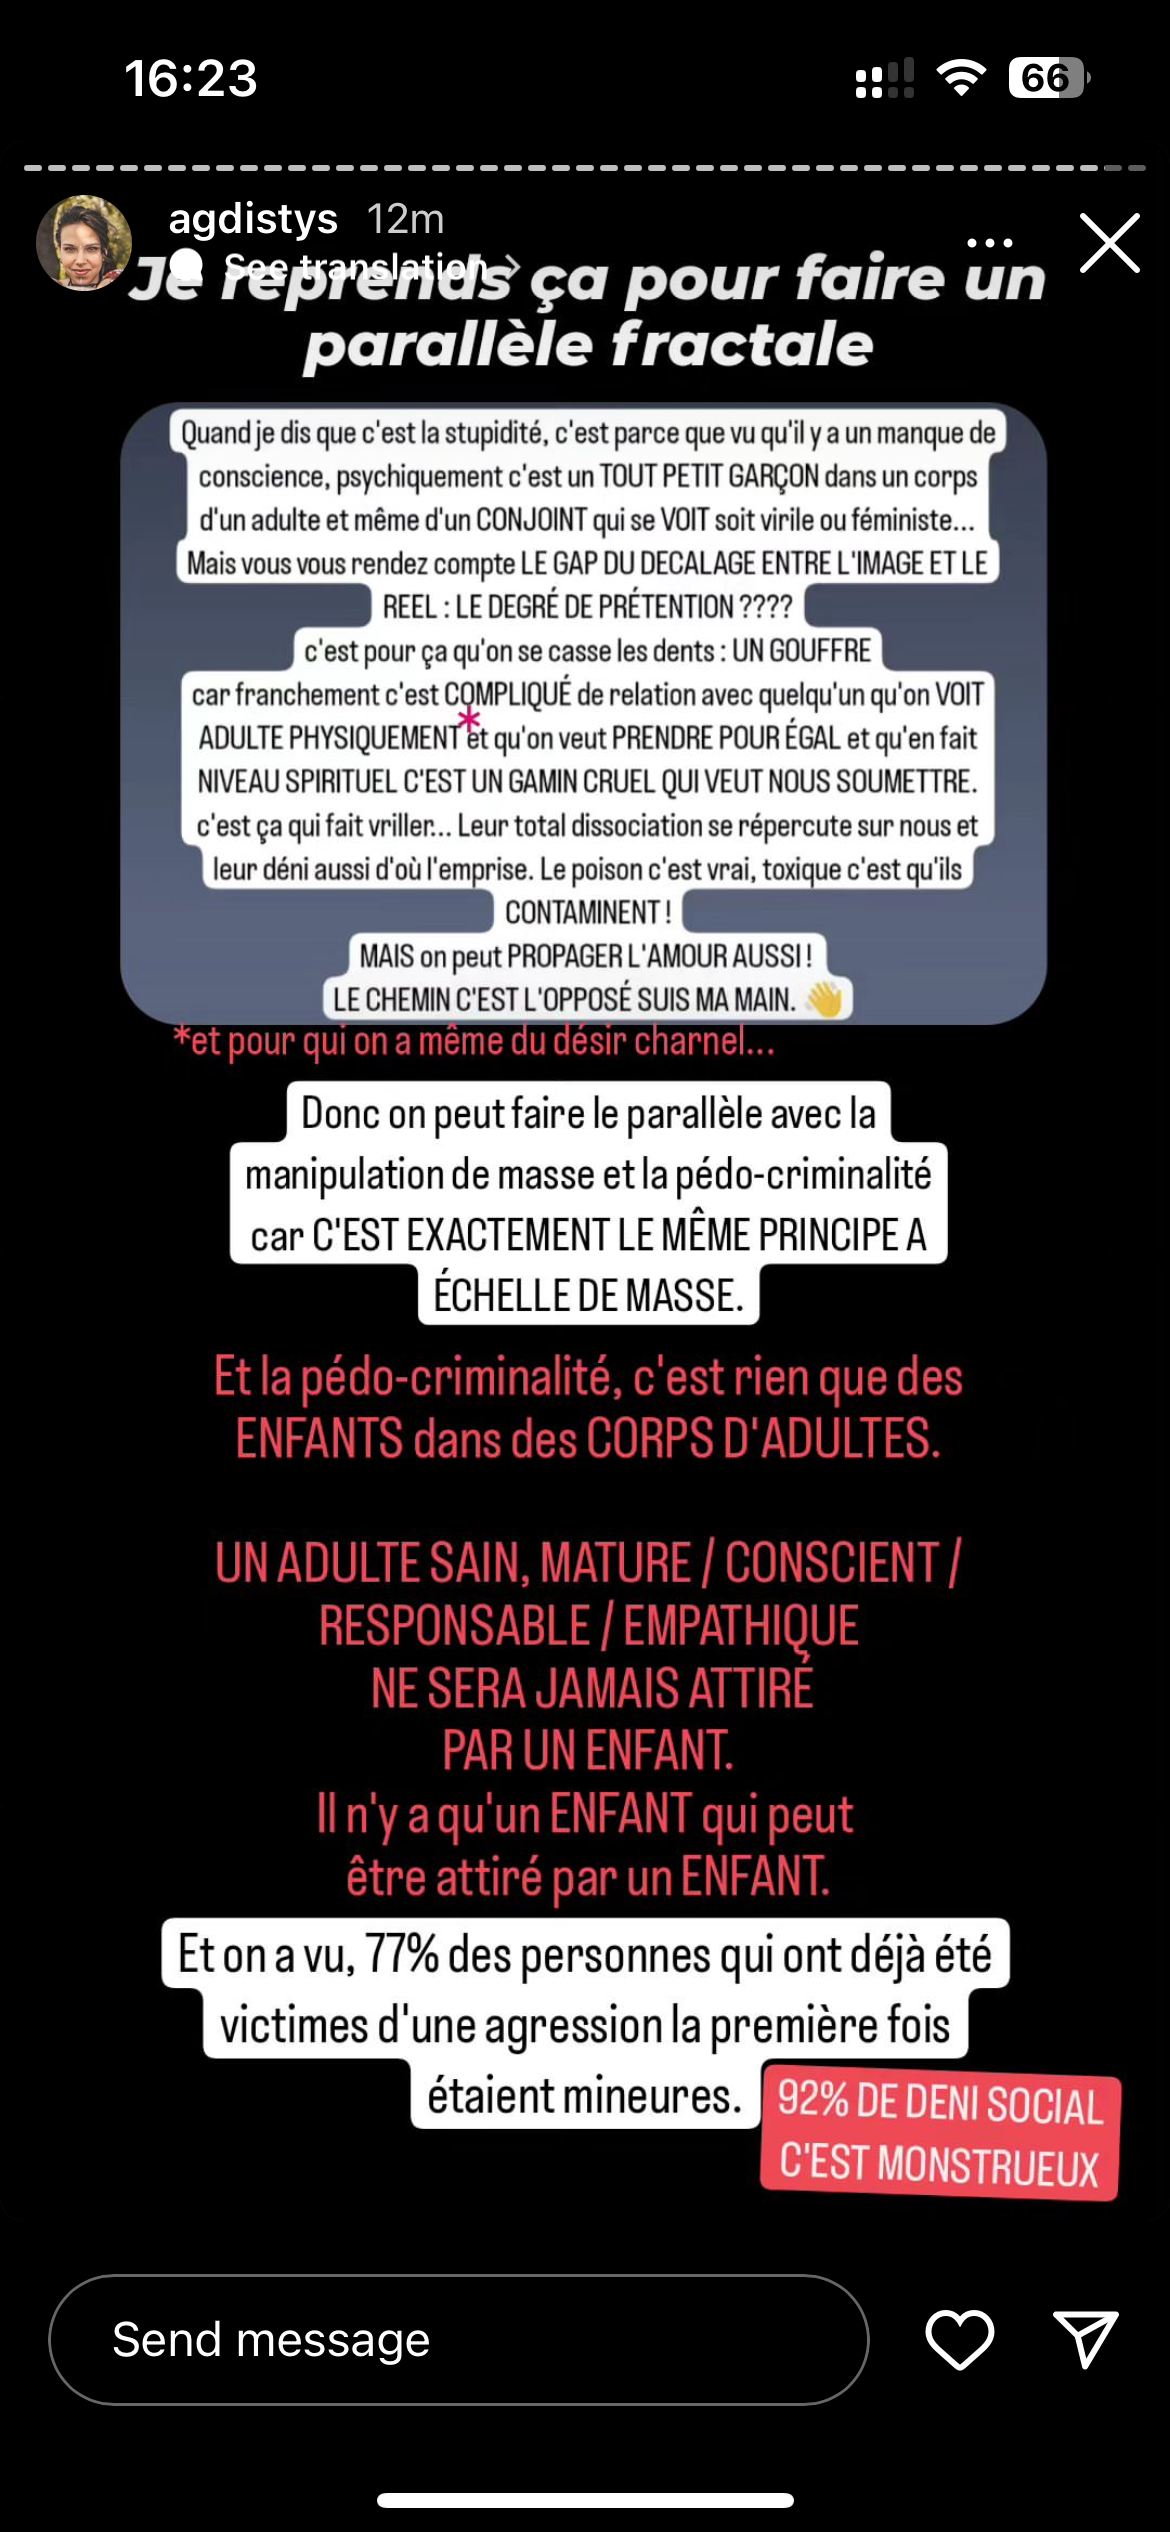 16:23
66
agdistys 12m
See translation
Je reprends ça pour faire un
parallèle fractale
Quand je dis que c'est la stupidité, c'est parce que vu qu'il y a un manque de
conscience, psychiquement c'est un TOUT PETIT GARÇON dans un corps
d'un adulte et même d'un CONJOINT qui se VOIT soit virile ou féministe...
Mais vous vous rendez compte LE GAP DU DECALAGE ENTRE L'IMAGE ET LE
REEL : LE DEGRÉ DE PRÉTENTION ????
c'est pour ça qu'on se casse les dents : UN GOUFFRE
car franchement c'est COMPLIQUÉ de relation avec quelqu'un qu'on VOIT
ADULTE PHYSIQUEMENT* et qu'on veut PRENDRE POUR ÉGAL et qu'en fait
NIVEAU SPIRITUEL C'EST UN GAMIN CRUEL QUI VEUT NOUS SOUMETTRE.
c'est ça qui fait vriller... Leur total dissociation se répercute sur nous et
leur déni aussi d'où l'emprise. Le poison c'est vrai, toxique c'est qu'ils
CONTAMINENT !
MAIS on peut PROPAGER L'AMOUR AUSSI !
LE CHEMIN C'EST L'OPPOSÉ SUIS MA MAIN. 👋
*et pour qui on a même du désir charnel...
Donc on peut faire le parallèle avec la
manipulation de masse et la pédo-criminalité
car C'EST EXACTEMENT LE MÊME PRINCIPE A
ÉCHELLE DE MASSE.
Et la pédo-criminalité, c'est rien que des
ENFANTS dans des CORPS D'ADULTES.
UN ADULTE SAIN, MATURE / CONSCIENT /
RESPONSABLE / EMPATHIQUE
NE SERA JAMAIS ATTIRÉ
PAR UN ENFANT.
Il n'y a qu'un ENFANT qui peut
être attiré par un ENFANT.
Et on a vu, 77% des personnes qui ont déjà été
victimes d'une agression la première fois
étaient mineures.
92% DE DENI SOCIAL
C'EST MONSTRUEUX
Send message